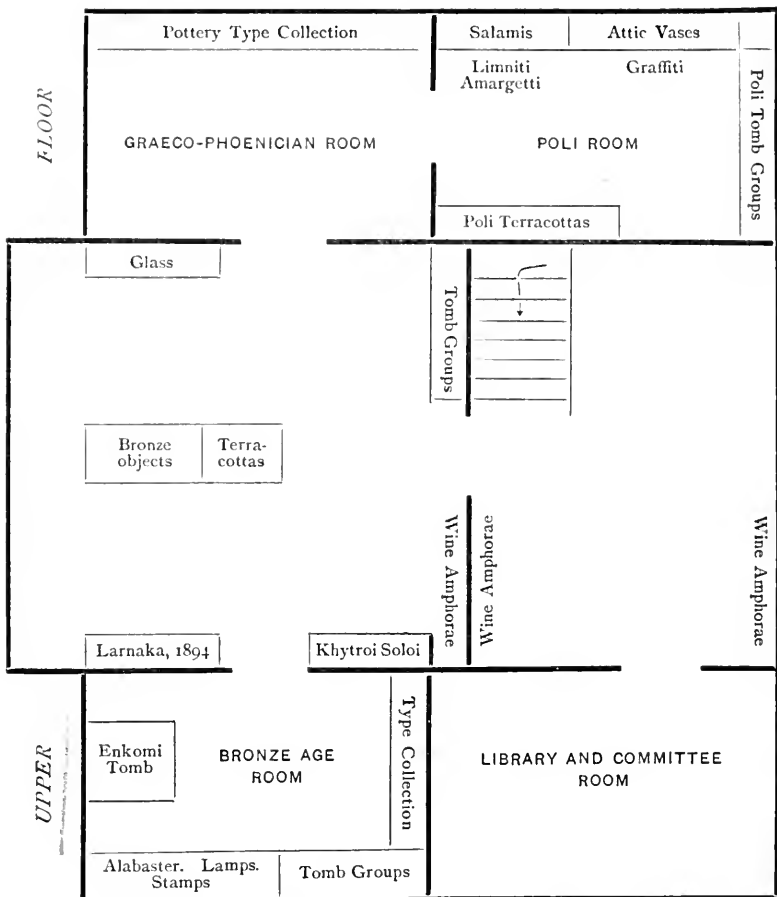 Pottery Type Collection
Salamis
Attic Vases
Limniti
Amargetti
Graffiti
Poli Tomb Groups
FLOOR
GRAECO-PHOENICIAN ROOM
POLI ROOM
Poli Terracottas
Glass
Tomb Groups
Bronze
objects
Terra-
cottas
Wine Amphorae
Wine Amphorae
Wine Amphorae
Larnaka, 1894
Khytroi Soloi
UPPER
Enkomi
Tomb
BRONZE AGE
ROOM
Type Collection
LIBRARY AND COMMITTEE
ROOM
Alabaster. Lamps.
Stamps
Tomb Groups